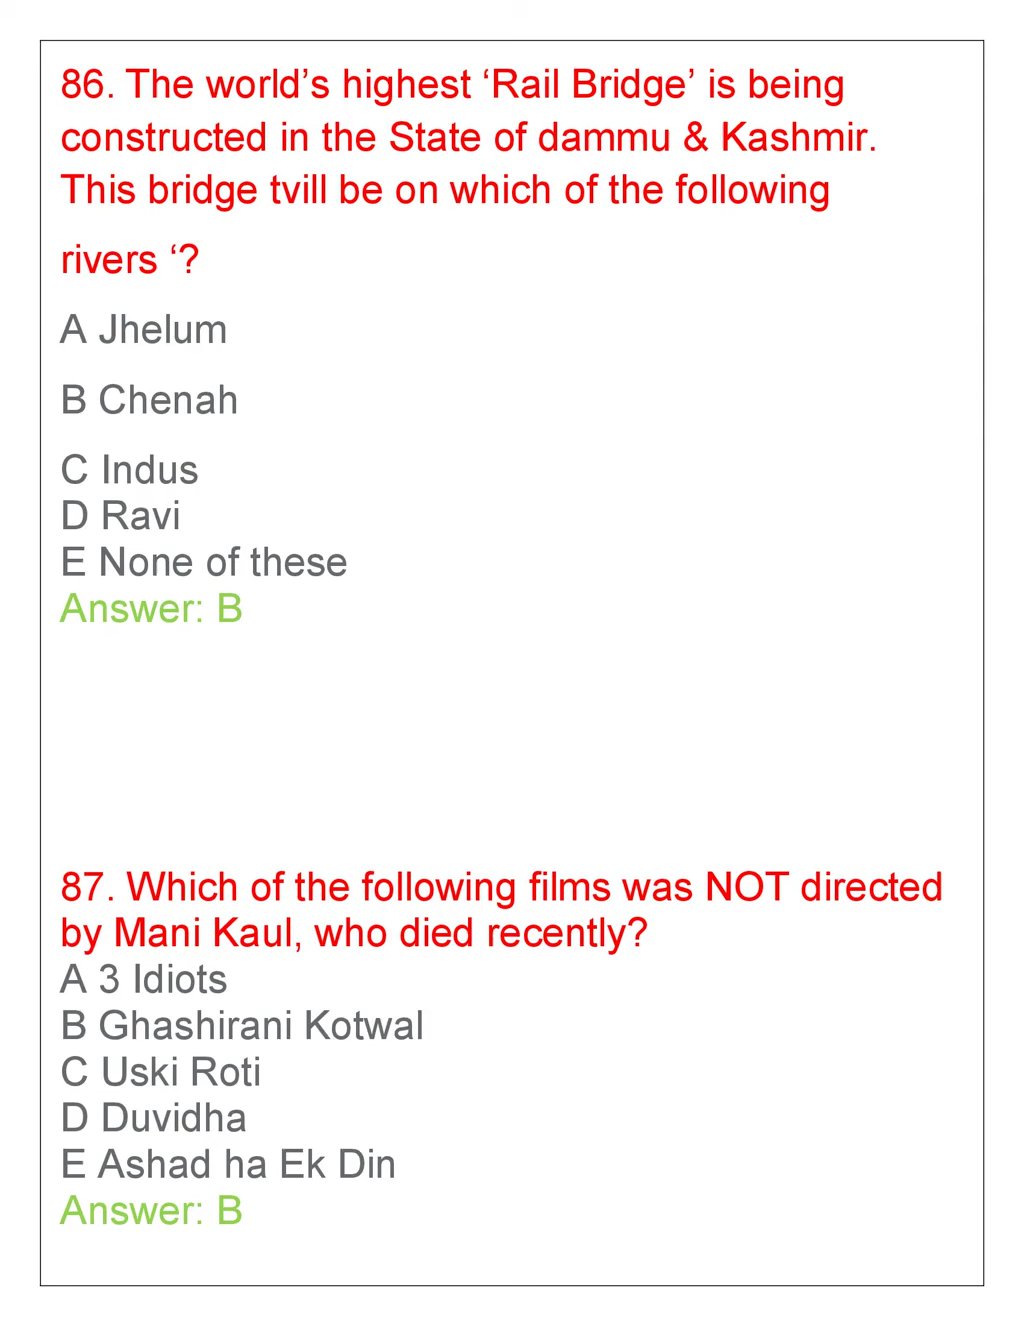 86. The world’s highest ‘Rail Bridge’ is being
constructed in the State of dammu & Kashmir.
This bridge tvill be on which of the following
rivers ‘?
A Jhelum
B Chenah
C Indus
D Ravi
E None of these
Answer: B
87. Which of the following films was NOT directed
by Mani Kaul, who died recently?
A 3 Idiots
B Ghashirani Kotwal
C Uski Roti
D Duvidha
E Ashad ha Ek Din
Answer: B